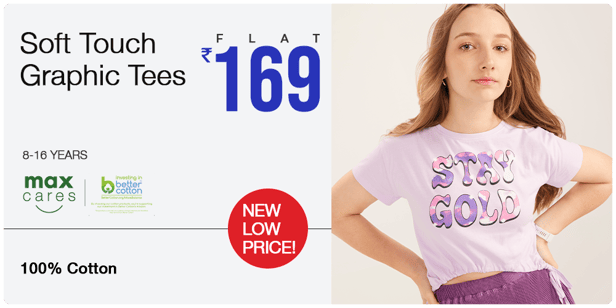 Soft Touch
Graphic Tees
FLAT
₹169
8-16 YEARS
max
cares
investing in
better
cotton
NEW
LOW
PRICE!
100% Cotton
STAY
GOLD